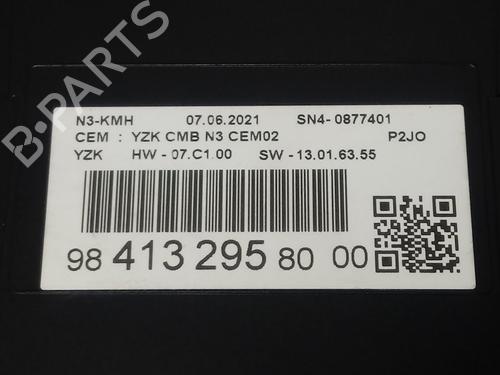 B-PARTS
N3-KMH 07.06.2021 SN4- 0877401
CEM : YZK CMB N3 CEM02 P2JO
YZK HW - 07.C1.00 SW - 13.01.63.55
98 413 295 80 00